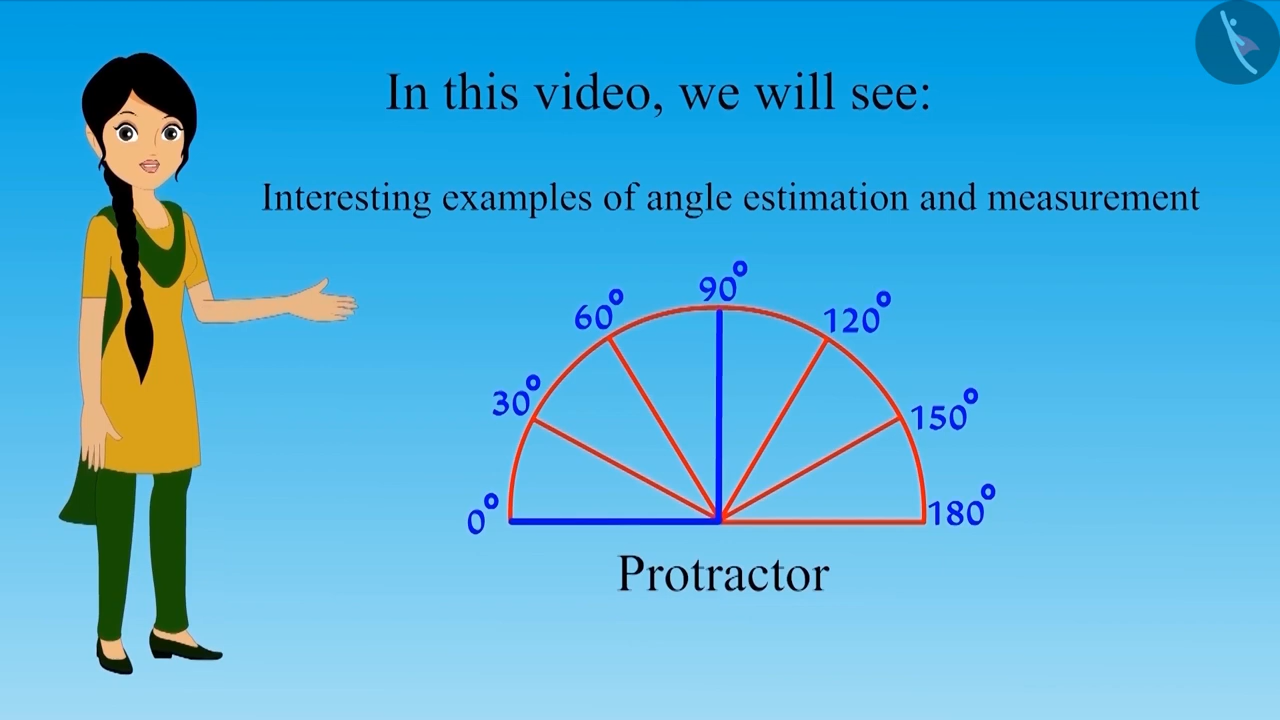 In this video, we will see:
Interesting examples of angle estimation and measurement
90°
60°
120°
30°
150°
0°
180°
Protractor